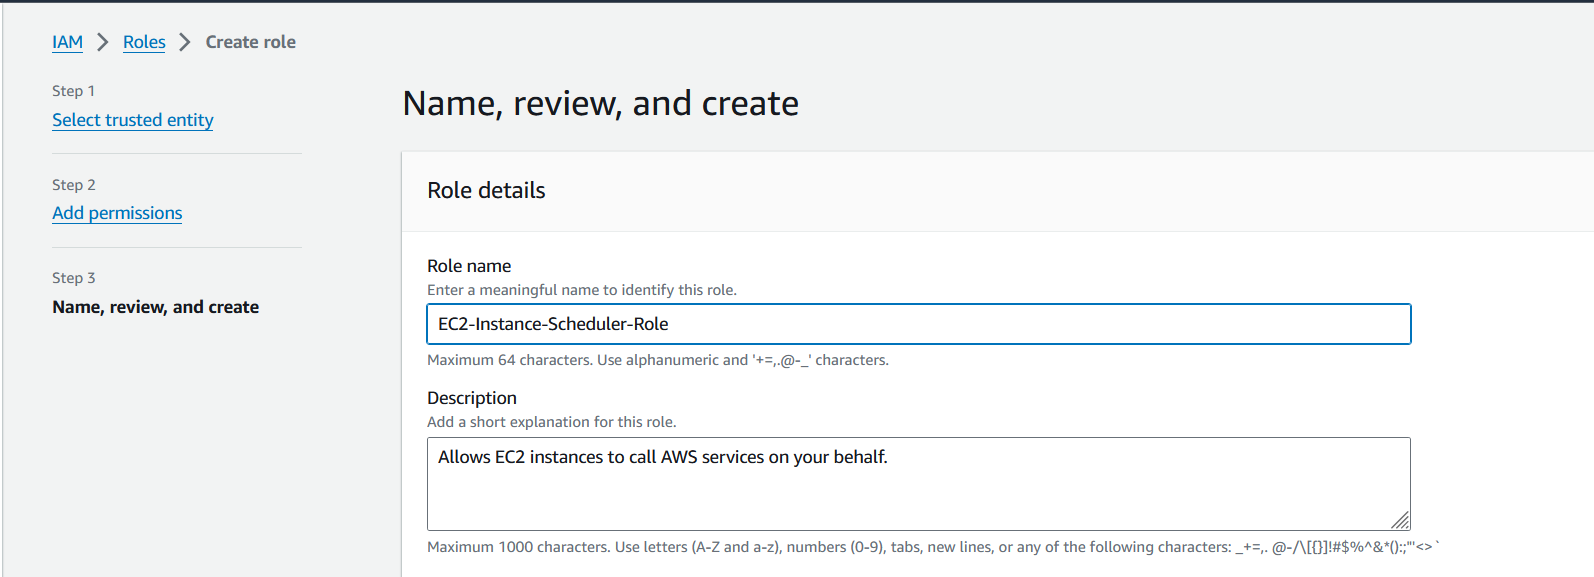 IAM > Roles > Create role
Step 1
Select trusted entity
Step 2
Add permissions
Step 3
Name, review, and create
Name, review, and create
Role details
Role name
Enter a meaningful name to identify this role.
EC2-Instance-Scheduler-Role
Maximum 64 characters. Use alphanumeric and '+=,.@-_' characters.
Description
Add a short explanation for this role.
Allows EC2 instances to call AWS services on your behalf.
Maximum 1000 characters. Use letters (A-Z and a-z), numbers (0-9), tabs, new lines, or any of the following characters: _+=,. @-/\[{}]!#$%^&*():;"'<>`